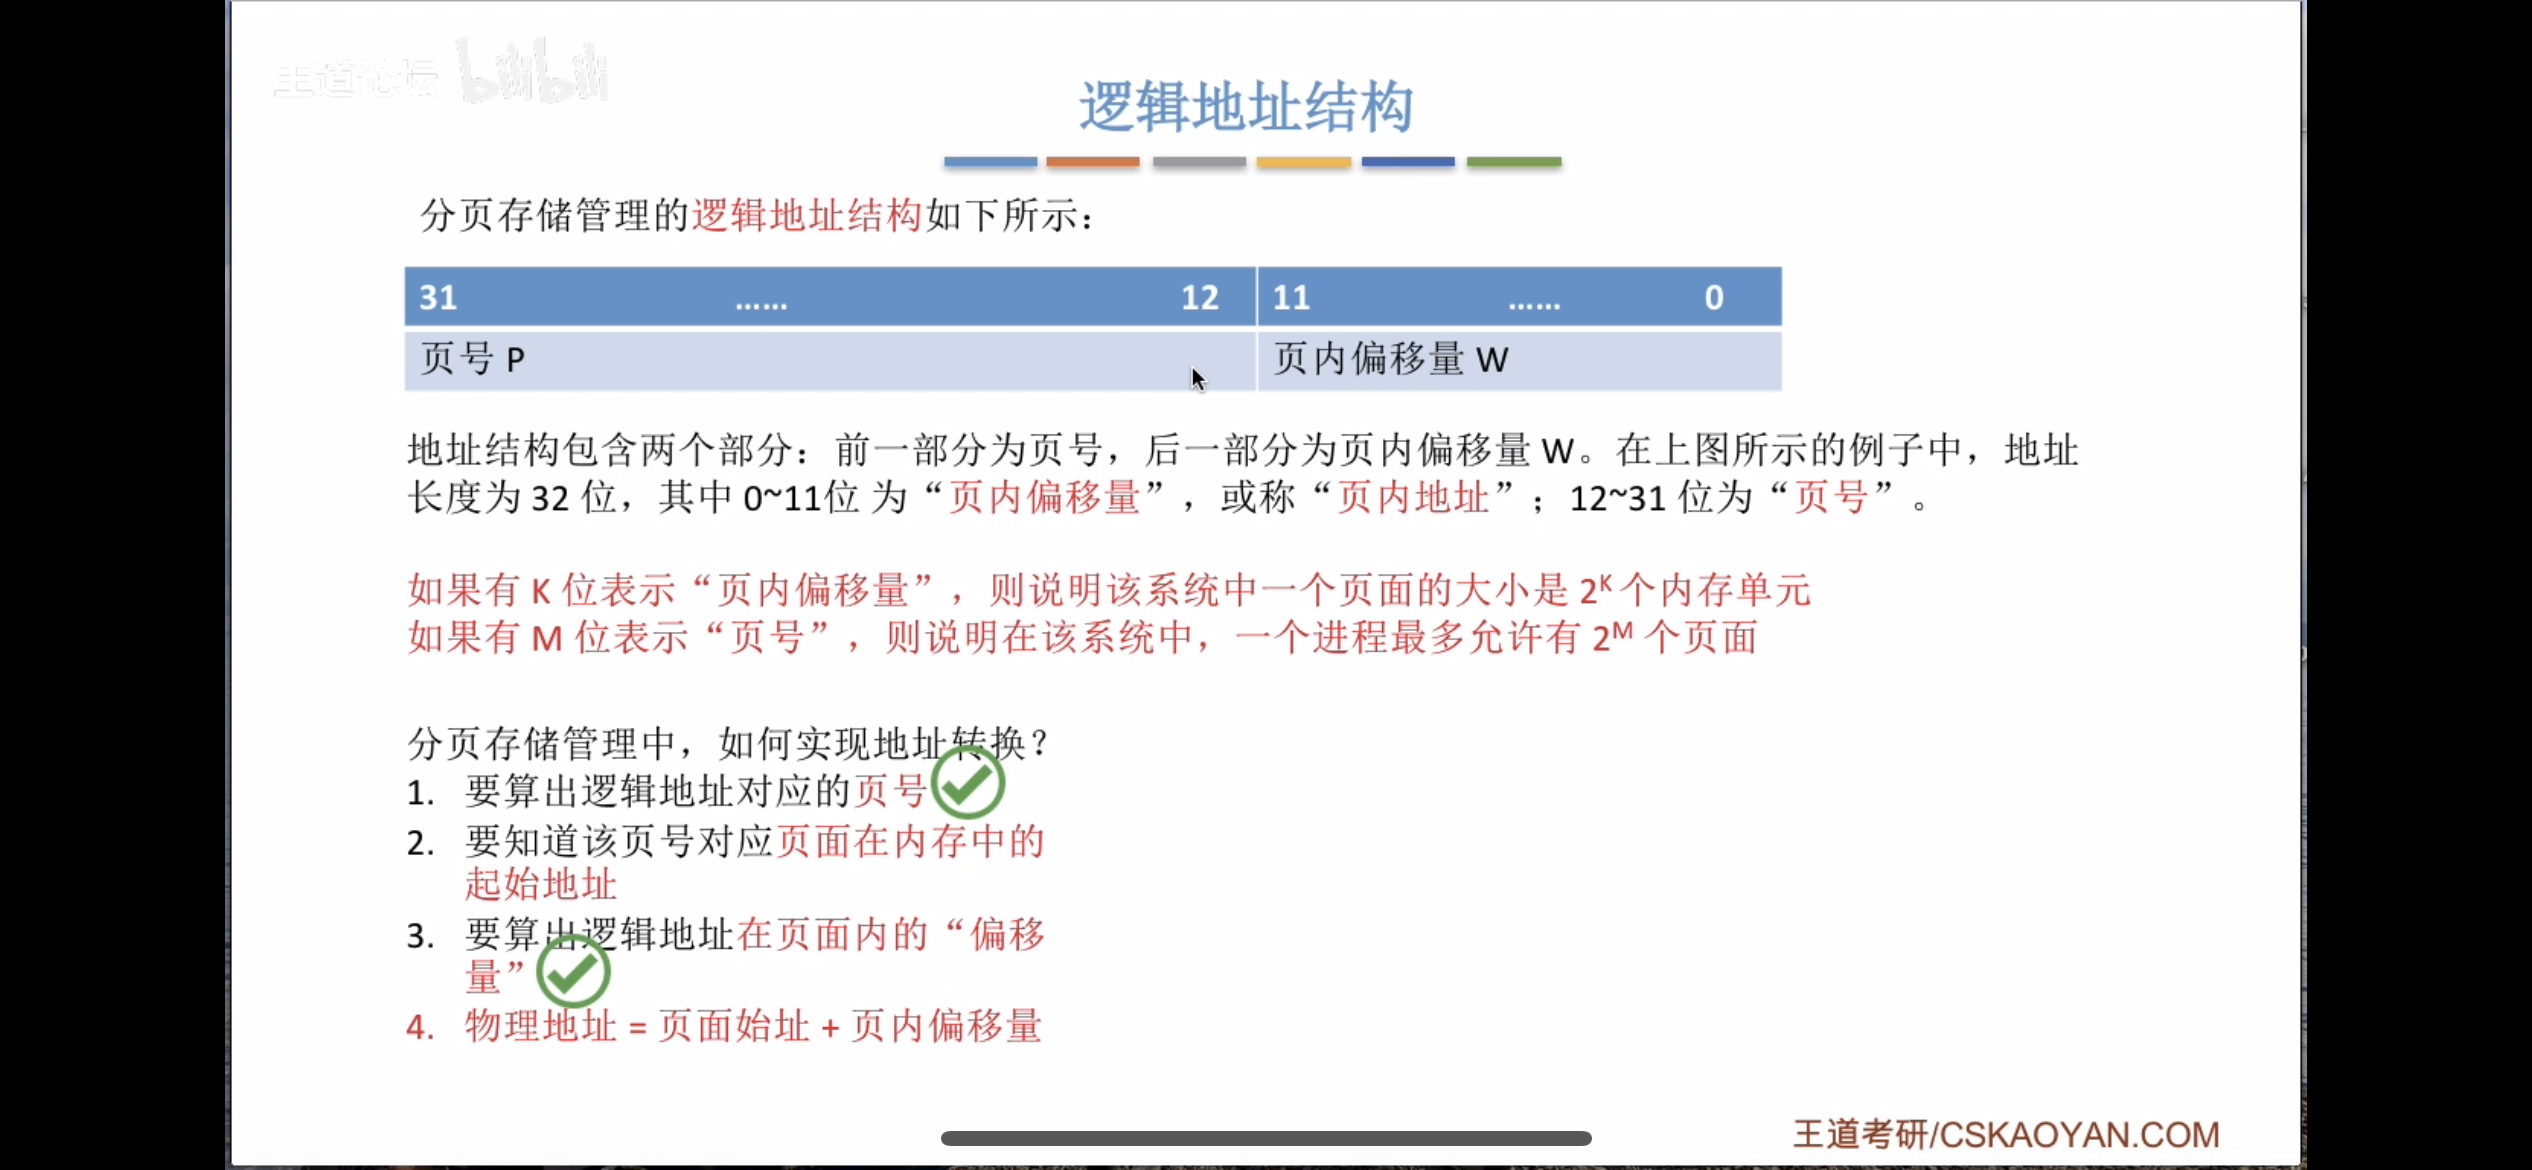 王道论坛 bilibili
逻辑地址结构
分页存储管理的逻辑地址结构如下所示：
31 …… 12 11 …… 0
页号 P 页内偏移量 W
地址结构包含两个部分：前一部分为页号，后一部分为页内偏移量 W。在上图所示的例子中，地址
长度为 32 位，其中 0~11位 为“页内偏移量”，或称“页内地址”；12~31 位为“页号”。
如果有 K 位表示“页内偏移量”，则说明该系统中一个页面的大小是 2ᴷ 个内存单元
如果有 M 位表示“页号”，则说明在该系统中，一个进程最多允许有 2ᴹ 个页面
分页存储管理中，如何实现地址转换？
1. 要算出逻辑地址对应的页号
2. 要知道该页号对应页面在内存中的
起始地址
3. 要算出逻辑地址在页面内的“偏移
量”
4. 物理地址 = 页面始址 + 页内偏移量
王道考研/CSKAOYAN.COM